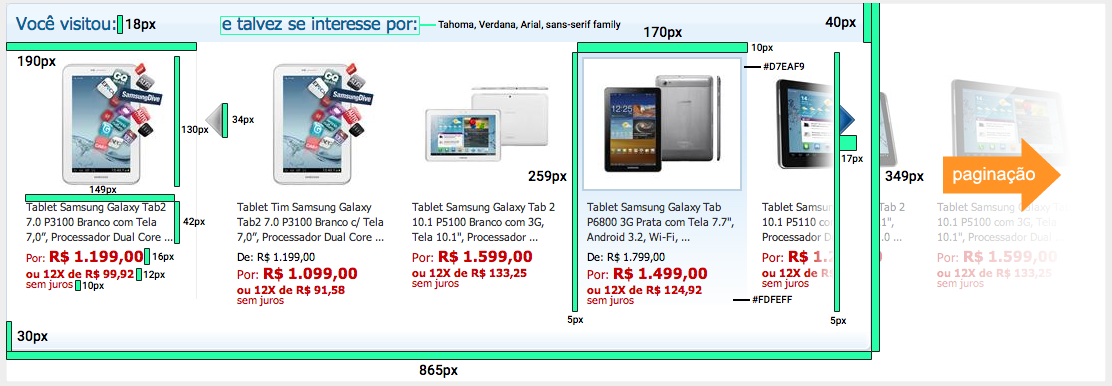 Você visitou:
18px
e talvez se interesse por:
Tahoma, Verdana, Arial, sans-serif family
40px
170px
10px
190px
#D7EAF9
SamsungDive
130px
34px
SamsungDive
17px
149px
259px
349px
paginação
Tablet Samsung Galaxy Tab2
7.0 P3100 Branco com Tela
7,0”, Processador Dual Core ...
42px
Por: R$ 1.199,00
16px
ou 12X de R$ 99,92
12px
sem juros
10px
Tablet Tim Samsung Galaxy
Tab2 7.0 P3100 Branco c/ Tela
7,0”, Processador Dual Core ...
De: R$ 1.199,00
Por: R$ 1.099,00
ou 12X de R$ 91,58
sem juros
Tablet Samsung Galaxy Tab 2
10.1 P5100 Branco com 3G,
Tela 10.1", Processador ...
Por: R$ 1.599,00
ou 12X de R$ 133,25
sem juros
Tablet Samsung Galaxy Tab
P6800 3G Prata com Tela 7.7",
Android 3.2, Wi-Fi, ...
De: R$ 1.799,00
Por: R$ 1.499,00
ou 12X de R$ 124,92
sem juros
#FDFEFF
5px
Tablet Samsung
10.1 P5110 com
10.1", Processador
Por: R$ 1.
ou 12X de R$
sem juros
5px
Tablet Samsung Galaxy Tab 2
10.1 P5100 Branco com 3G,
Tela 10.1", Processador ...
Por: R$ 1.599,00
ou 12X de R$ 133,25
sem juros
30px
865px